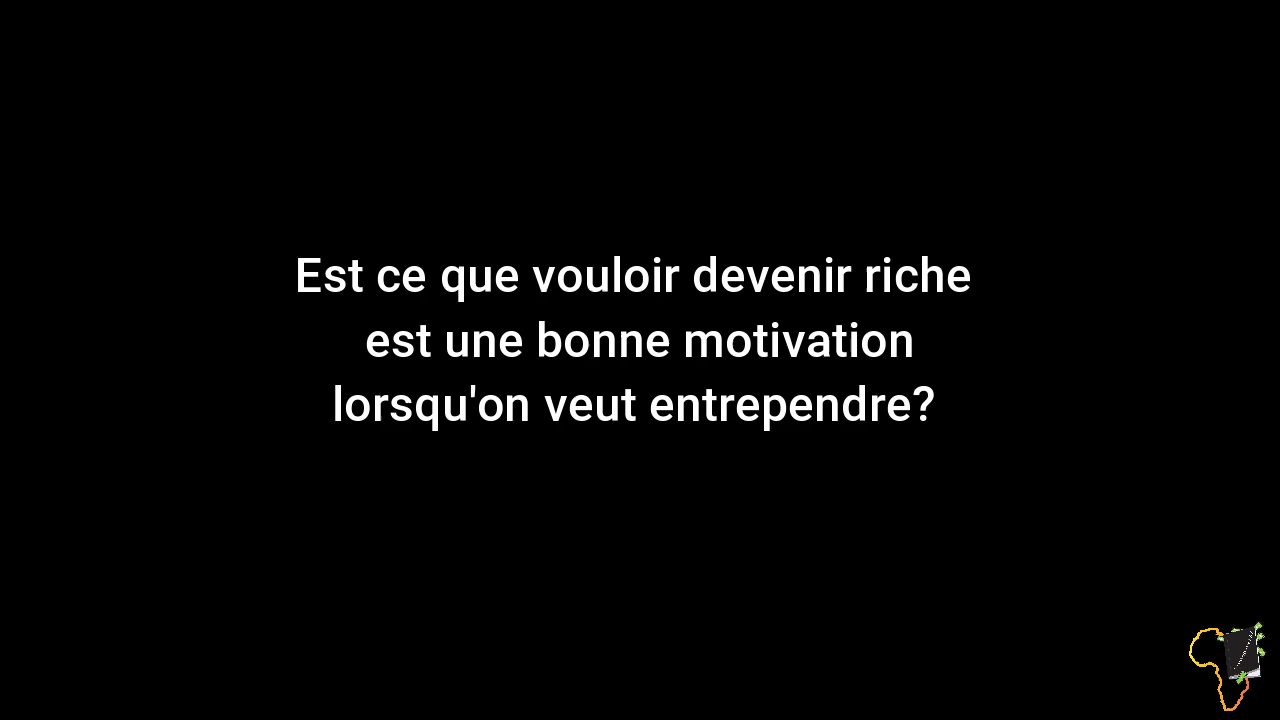 Est ce que vouloir devenir riche
est une bonne motivation
lorsqu'on veut entrependre?